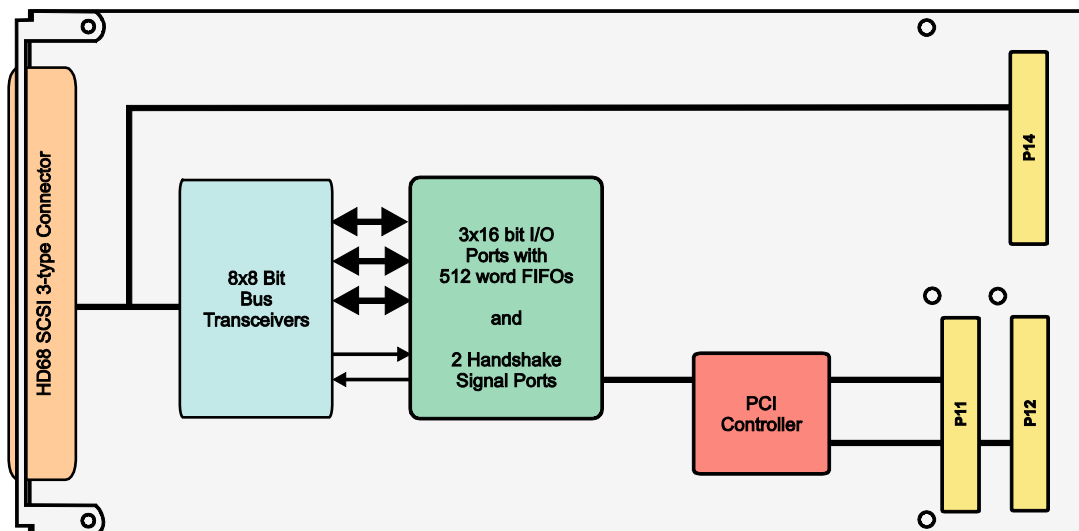 HD68 SCSI 3-type Connector
8x8 Bit
Bus
Transceivers
3x16 bit I/O
Ports with
512 word FIFOs
and
2 Handshake
Signal Ports
PCI
Controller
P14
P11
P12